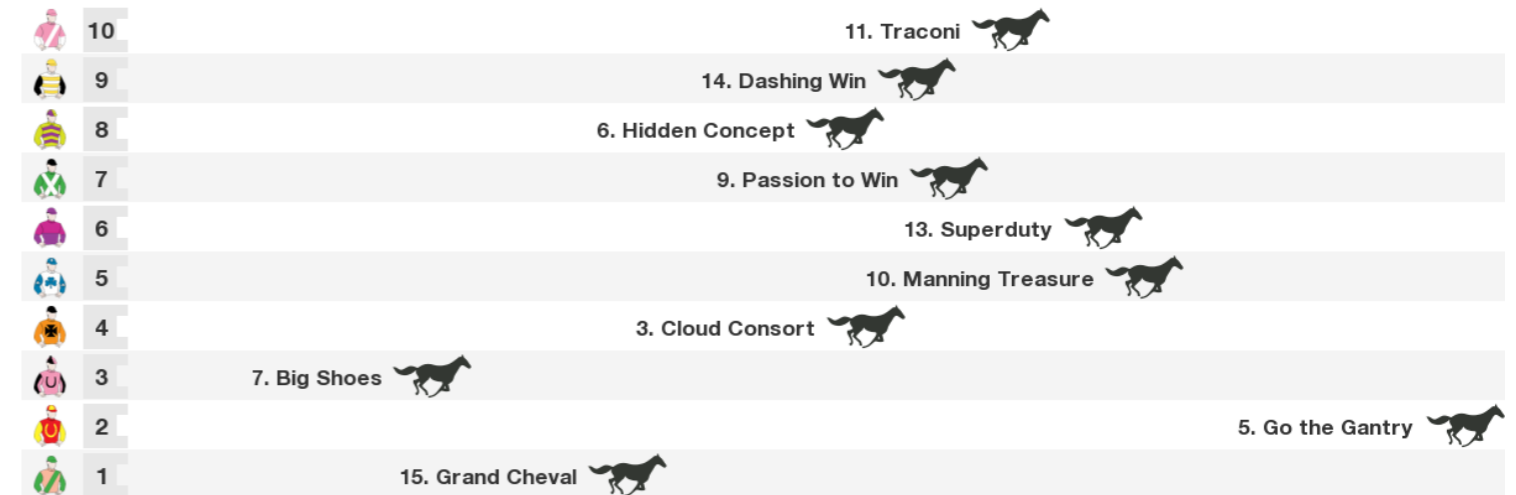 10 11. Traconi
9 14. Dashing Win
8 6. Hidden Concept
7 9. Passion to Win
6 13. Superduty
5 10. Manning Treasure
4 3. Cloud Consort
3 7. Big Shoes
2 5. Go the Gantry
1 15. Grand Cheval